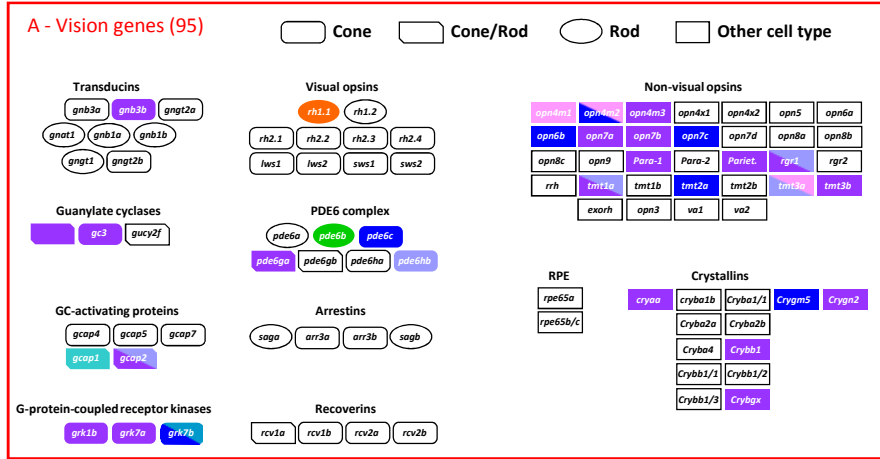 A - Vision genes (95)
Cone
Cone/Rod
Rod
Other cell type
Transducins
gnb3a gnb3b gngt2a
gnat1 gnb1a gnb1b
gngt1 gngt2b
Visual opsins
rh1.1 rh1.2
rh2.1 rh2.2 rh2.3 rh2.4
lws1 lws2 sws1 sws2
Non-visual opsins
opn4m1 opn4m2 opn4m3 opn4x1 opn4x2 opn5 opn6a
opn6b opn7a opn7b opn7c opn7d opn8a opn8b
opn8c opn9 Para-1 Para-2 Pariet. rgr1 rgr2
rrh tmt1a tmt1b tmt2a tmt2b tmt3a tmt3b
exorh opn3 va1 va2
Guanylate cyclases
gc3 gucy2f
PDE6 complex
pde6a pde6b pde6c
pde6ga pde6gb pde6ha pde6hb
GC-activating proteins
gcap4 gcap5 gcap7
gcap1 gcap2
Arrestins
saga arr3a arr3b sagb
RPE
rpe65a
rpe65b/c
Crystallins
cryaa cryba1b Cryba1/1 Crygm5 Crygn2
Cryba2a Cryba2b
Cryba4 Crybb1
Crybb1/1 Crybb1/2
Crybb1/3 Crybgx
G-protein-coupled receptor kinases
grk1b grk7a grk7b
Recoverins
rcv1a rcv1b rcv2a rcv2b